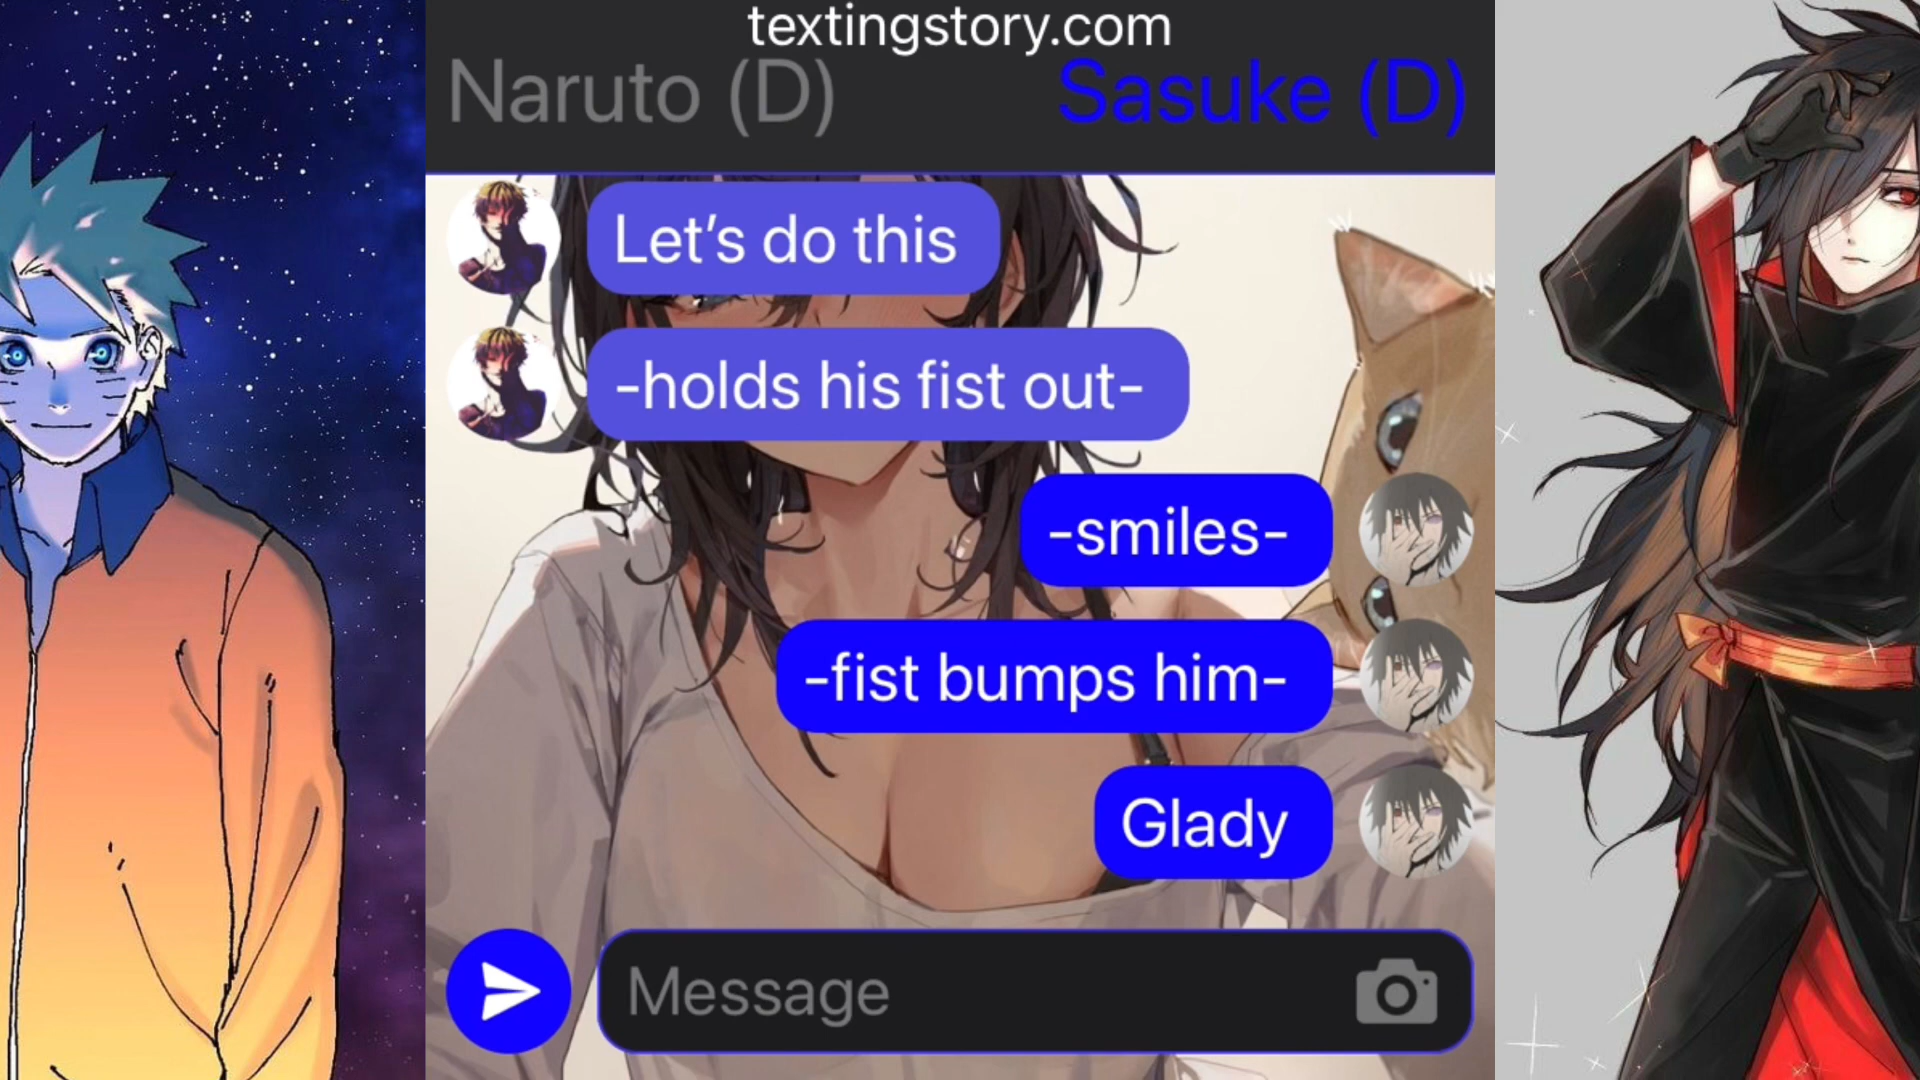 textingstory.com
Naruto (D)
Sasuke (D)
Let’s do this
-holds his fist out-
-smiles-
-fist bumps him-
Glady
Message